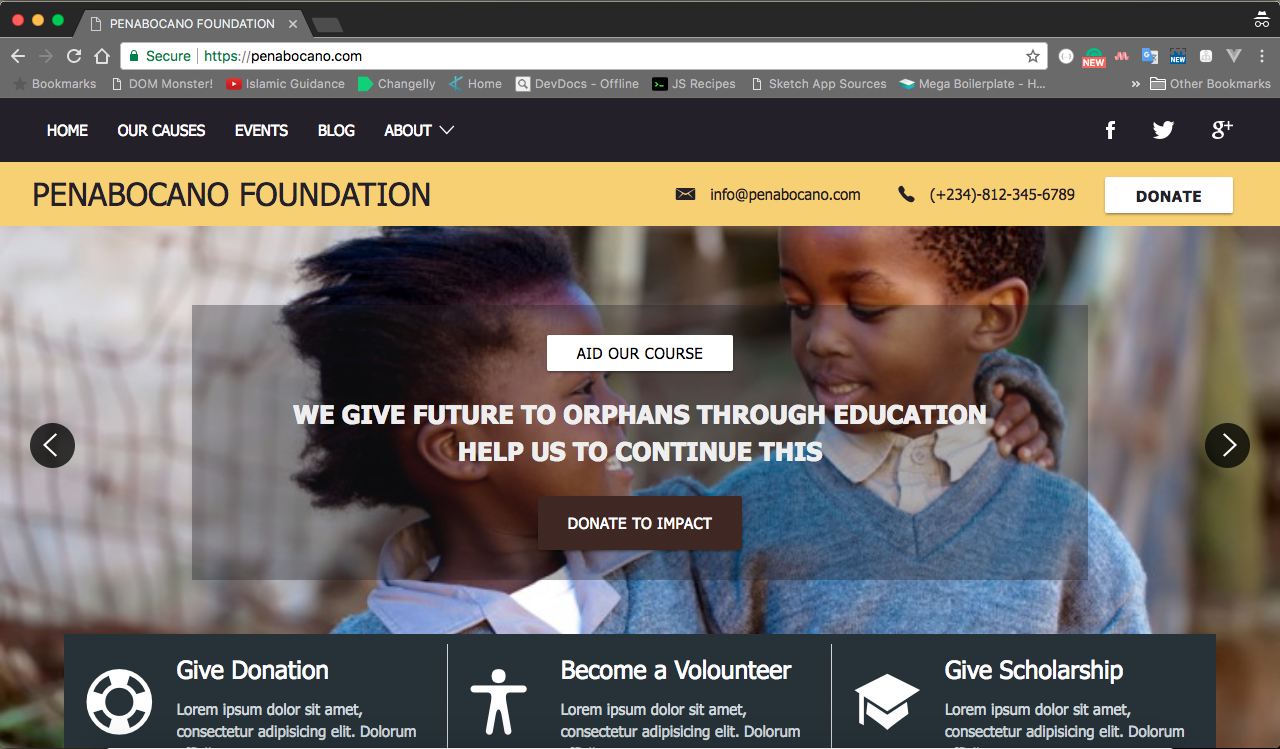 PENABOCANO FOUNDATION
Secure https://penabocano.com
NEW
NEW
Bookmarks DOM Monster! Islamic Guidance Changelly Home DevDocs - Offline JS Recipes Sketch App Sources Mega Boilerplate - H... » Other Bookmarks
HOME OUR CAUSES EVENTS BLOG ABOUT
PENABOCANO FOUNDATION info@penabocano.com (+234)-812-345-6789 DONATE
AID OUR COURSE
WE GIVE FUTURE TO ORPHANS THROUGH EDUCATION
HELP US TO CONTINUE THIS
DONATE TO IMPACT
Give Donation
Lorem ipsum dolor sit amet,
consectetur adipisicing elit. Dolorum
Become a Volounteer
Lorem ipsum dolor sit amet,
consectetur adipisicing elit. Dolorum
Give Scholarship
Lorem ipsum dolor sit amet,
consectetur adipisicing elit. Dolorum